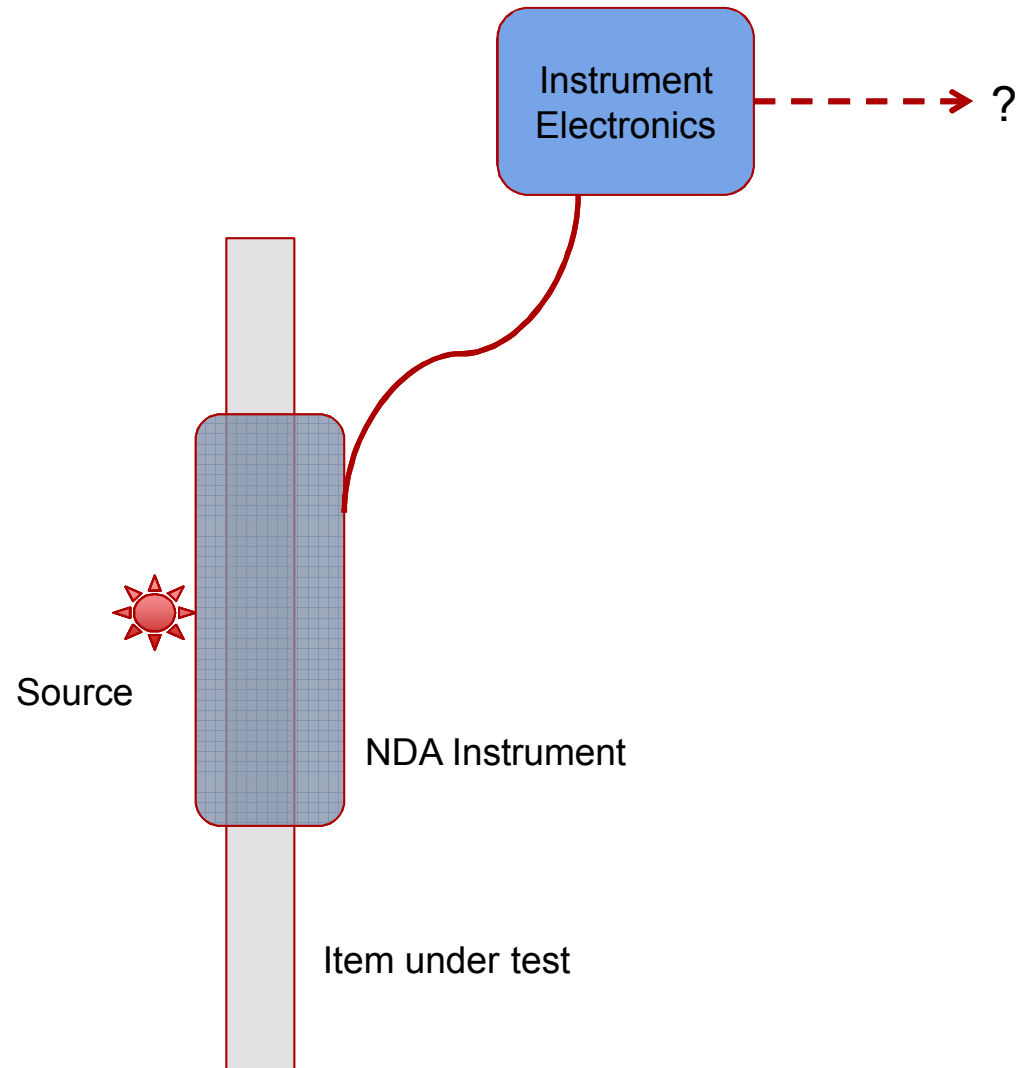 Instrument
Electronics
?
Source
NDA Instrument
Item under test